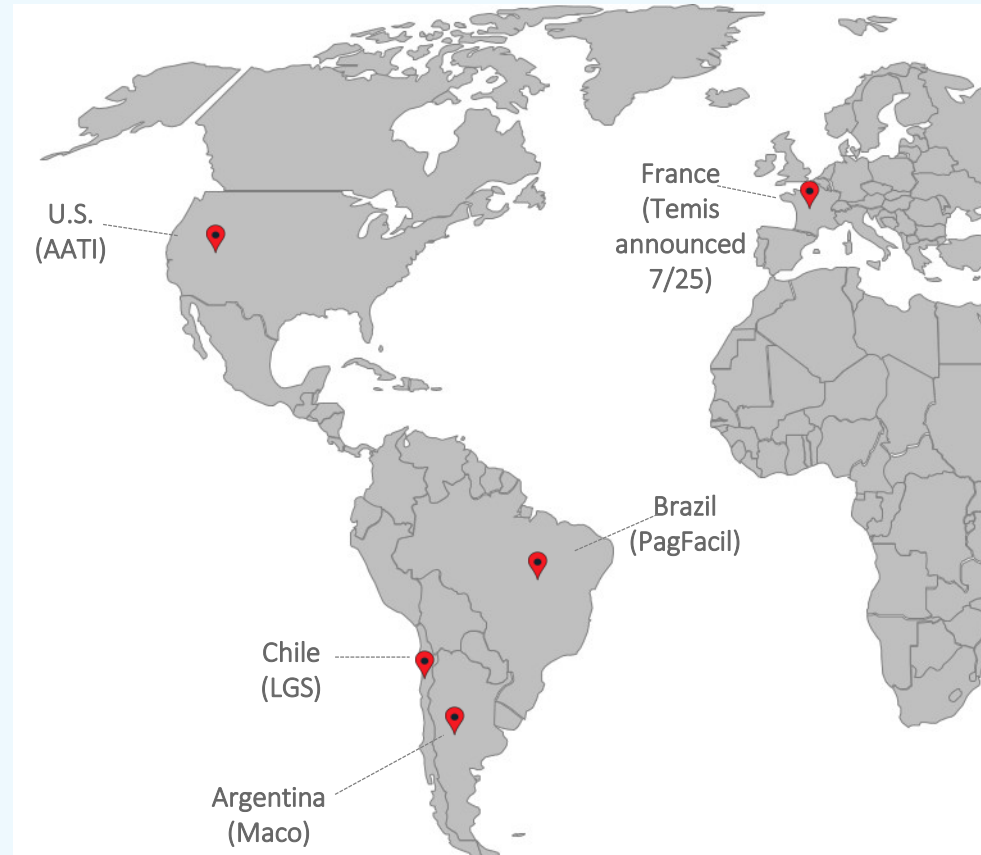 U.S.
(AATI)
France
(Temis
announced
7/25)
Brazil
(PagFacil)
Chile
(LGS)
Argentina
(Maco)